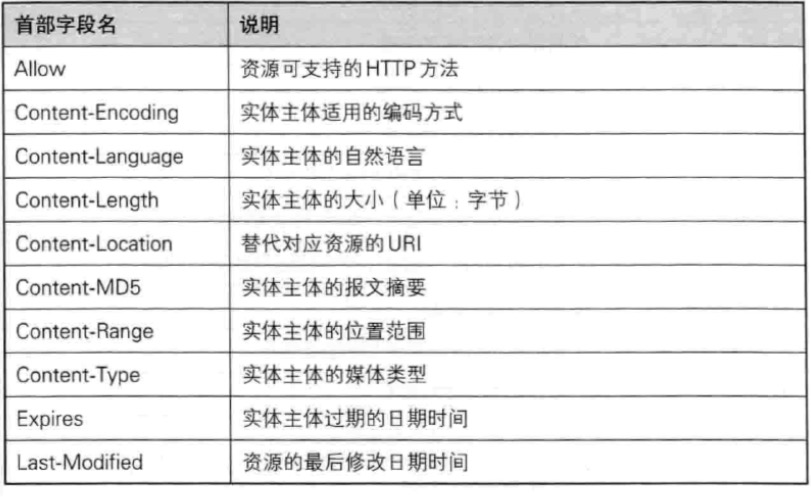 首部字段名 说明
Allow 资源可支持的HTTP方法
Content-Encoding 实体主体适用的编码方式
Content-Language 实体主体的自然语言
Content-Length 实体主体的大小（单位：字节）
Content-Location 替代对应资源的URI
Content-MD5 实体主体的报文摘要
Content-Range 实体主体的位置范围
Content-Type 实体主体的媒体类型
Expires 实体主体过期的日期时间
Last-Modified 资源的最后修改日期时间